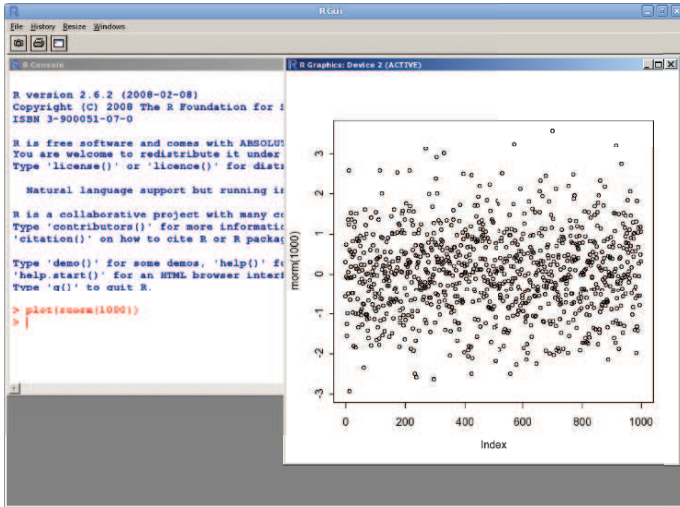 RGui
File History Resize Windows
R Console
R version 2.6.2 (2008-02-08)
Copyright (C) 2008 The R Foundation for S
ISBN 3-900051-07-0
R is free software and comes with ABSOLUT
You are welcome to redistribute it under
Type 'license()' or 'licence()' for distr
Natural language support but running in
R is a collaborative project with many co
Type 'contributors()' for more informatio
'citation()' on how to cite R or R packag
Type 'demo()' for some demos, 'help()' fo
'help.start()' for an HTML browser interf
Type 'q()' to quit R.
> plot(rnorm(1000))
>
R Graphics: Device 2 (ACTIVE)
rnorm(1000)
3
2
1
0
-1
-2
-3
0 200 400 600 800 1000
Index